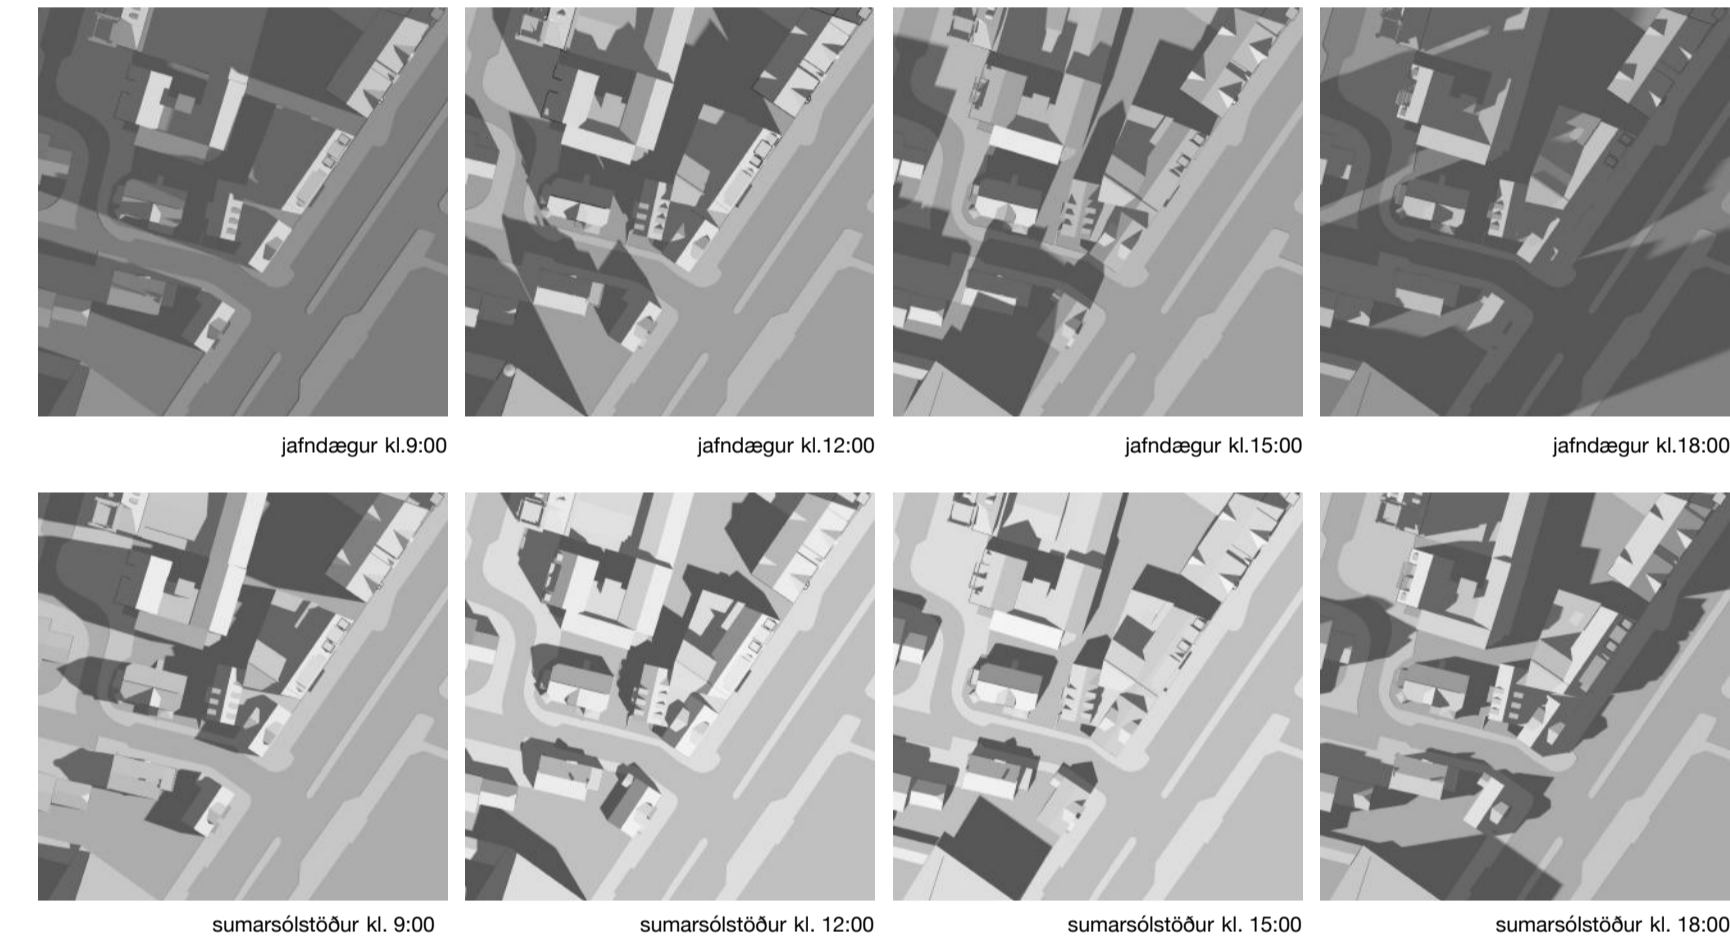 jafndægur kl.9:00
jafndægur kl.12:00
jafndægur kl.15:00
jafndægur kl.18:00
sumarsólstöður kl. 9:00
sumarsólstöður kl. 12:00
sumarsólstöður kl. 15:00
sumarsólstöður kl. 18:00